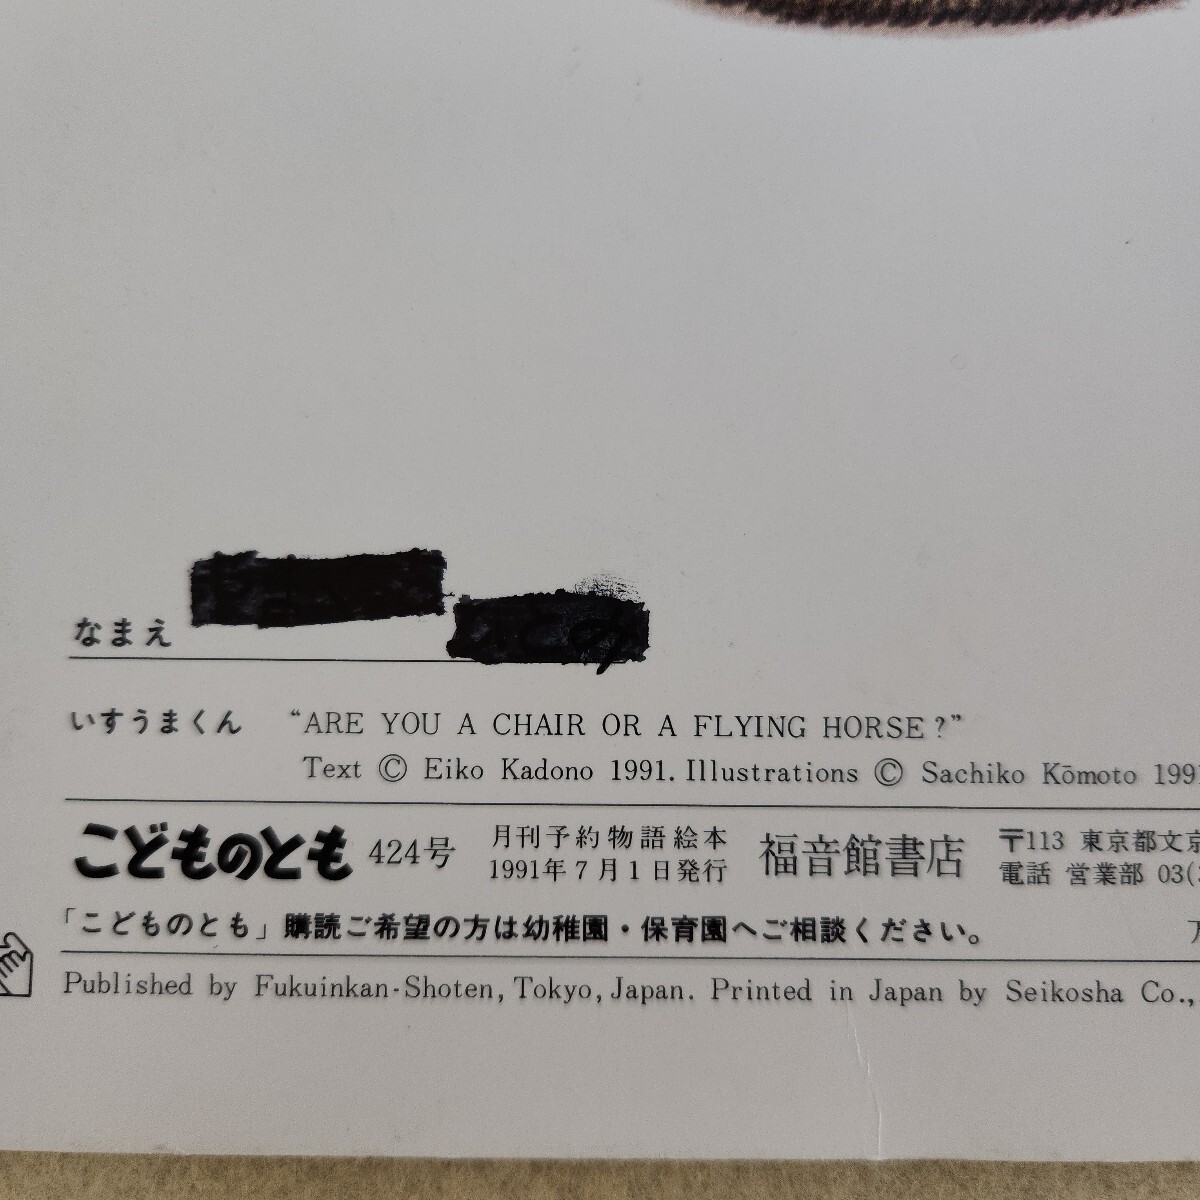 なまえ
いすうまくん “ARE YOU A CHAIR OR A FLYING HORSE?”
Text © Eiko Kadono 1991. Illustrations © Sachiko Kōmoto 199
こどものとも 424号 月刊予約物語絵本 福音館書店 〒113 東京都文京
1991年7月1日発行 電話 営業部 03(
「こどものとも」購読ご希望の方は幼稚園・保育園へご相談ください。
Published by Fukuinkan-Shoten, Tokyo, Japan. Printed in Japan by Seikosha Co.,